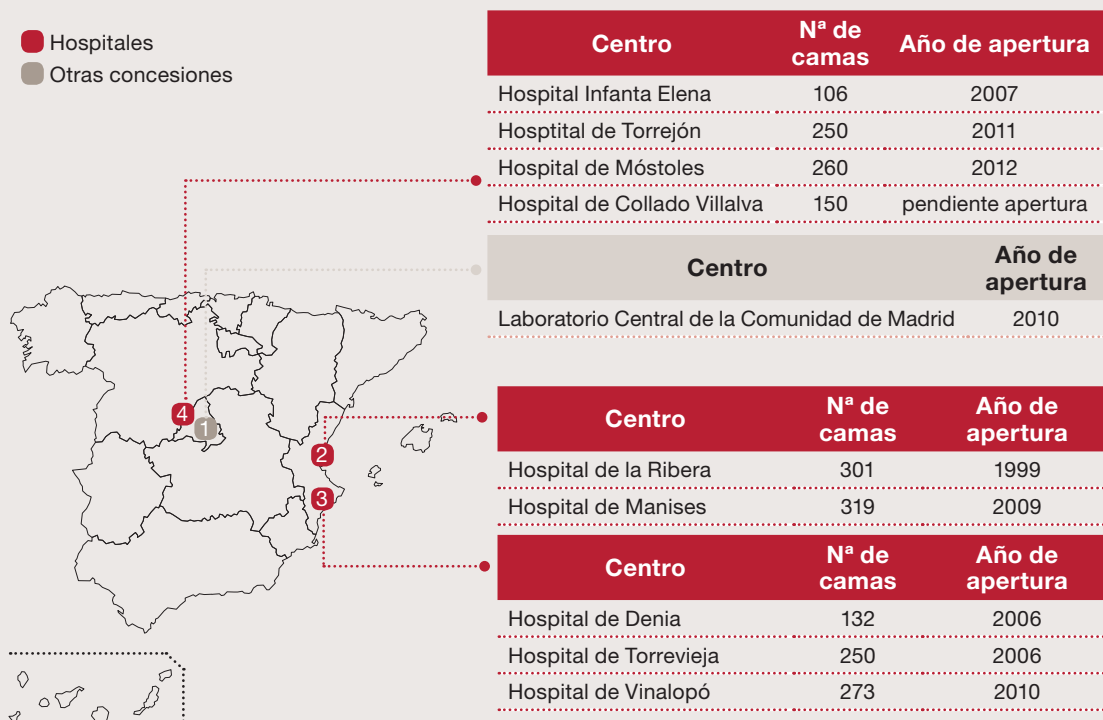 Hospitales
Otras concesiones
Centro Nª de camas Año de apertura
Hospital Infanta Elena 106 2007
Hosptital de Torrejón 250 2011
Hospital de Móstoles 260 2012
Hospital de Collado Villalva 150 pendiente apertura
Centro Año de apertura
Laboratorio Central de la Comunidad de Madrid 2010
4
1
2
3
Centro Nª de camas Año de apertura
Hospital de la Ribera 301 1999
Hospital de Manises 319 2009
Centro Nª de camas Año de apertura
Hospital de Denia 132 2006
Hospital de Torrevieja 250 2006
Hospital de Vinalopó 273 2010